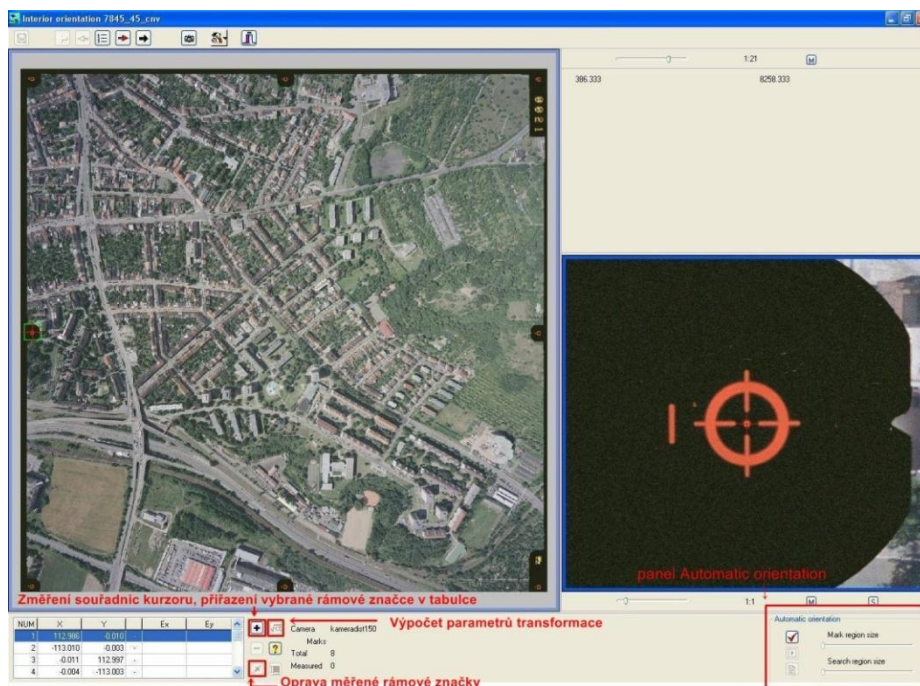 Interior orientation 7845_45_cnv
1:21
M
386.333 8258.333
0021
panel Automatic orientation
1:1 M S
Změření souřadnic kurzoru, přiřazení vybrané rámové značce v tabulce
NUM X Y Ex Ey
1 112.986 -0.010 -
2 -113.010 -0.003 -
3 -0.011 112.997 -
4 -0.004 -113.003 -
Výpočet parametrů transformace
Camera kameradist150
Marks
Total 8
Measured 0
Oprava měřené rámové značky
Automatic orientation
Mark region size
Search region size